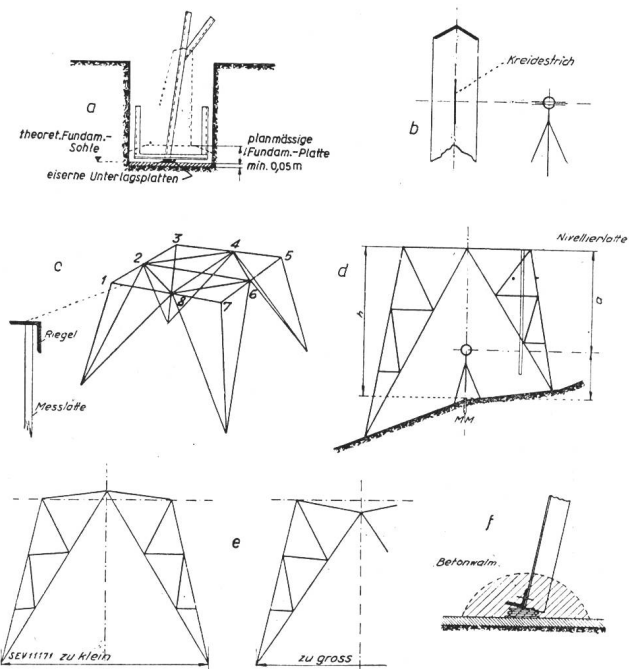 a
theoret. Fundam.-
Sohle
planmässige
Fundam.-Platte
min. 0,05 m
eiserne Unterlagsplatten
b
Kreidestrich
c
1
2
3
4
5
6
7
8
Riegel
Messlatte
d
Nivellierlatte
h
a
MM
e
SEV11171 zu klein
zu gross
f
Betonwalm